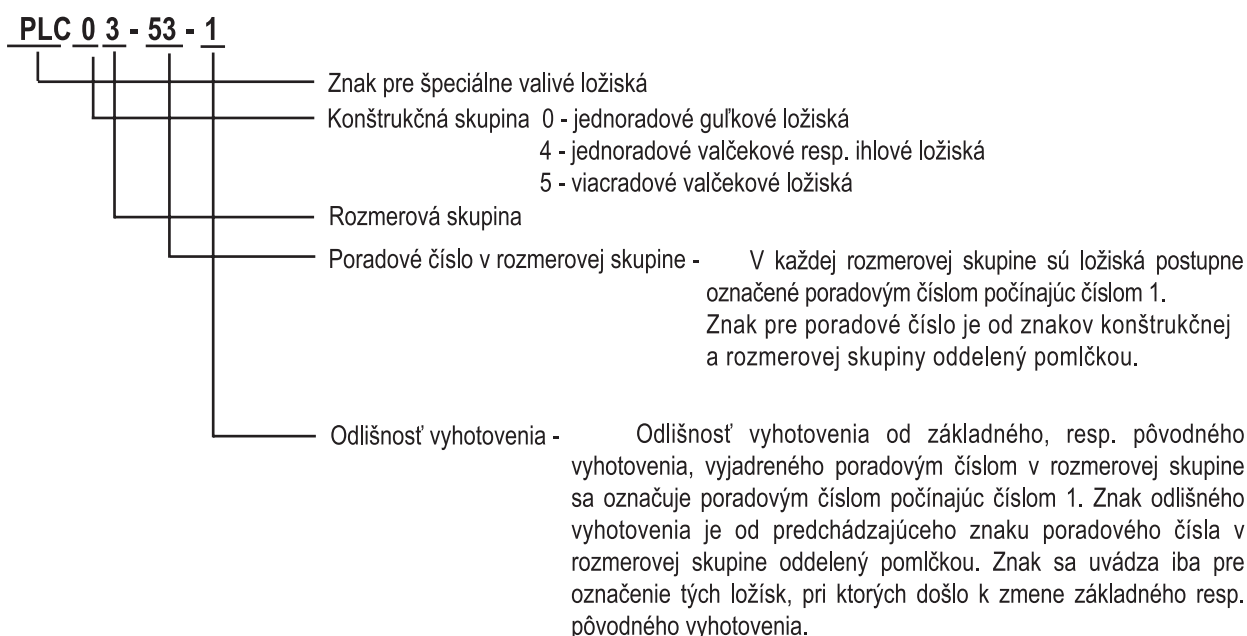 PLC 0 3 - 53 - 1
Znak pre špeciálne valivé ložiská
Konštrukčná skupina 0 - jednoradové guľkové ložiská
4 - jednoradové valčekové resp. ihlové ložiská
5 - viacradové valčekové ložiská
Rozmerová skupina
Poradové číslo v rozmerovej skupine - V každej rozmerovej skupine sú ložiská postupne
označené poradovým číslom počínajúc číslom 1.
Znak pre poradové číslo je od znakov konštrukčnej
a rozmerovej skupiny oddelený pomlčkou.
Odlišnosť vyhotovenia - Odlišnosť vyhotovenia od základného, resp. pôvodného
vyhotovenia, vyjadreného poradovým číslom v rozmerovej skupine
sa označuje poradovým číslom počínajúc číslom 1. Znak odlišného
vyhotovenia je od predchádzajúceho znaku poradového čísla v
rozmerovej skupine oddelený pomlčkou. Znak sa uvádza iba pre
označenie tých ložísk, pri ktorých došlo k zmene základného resp.
pôvodného vyhotovenia.